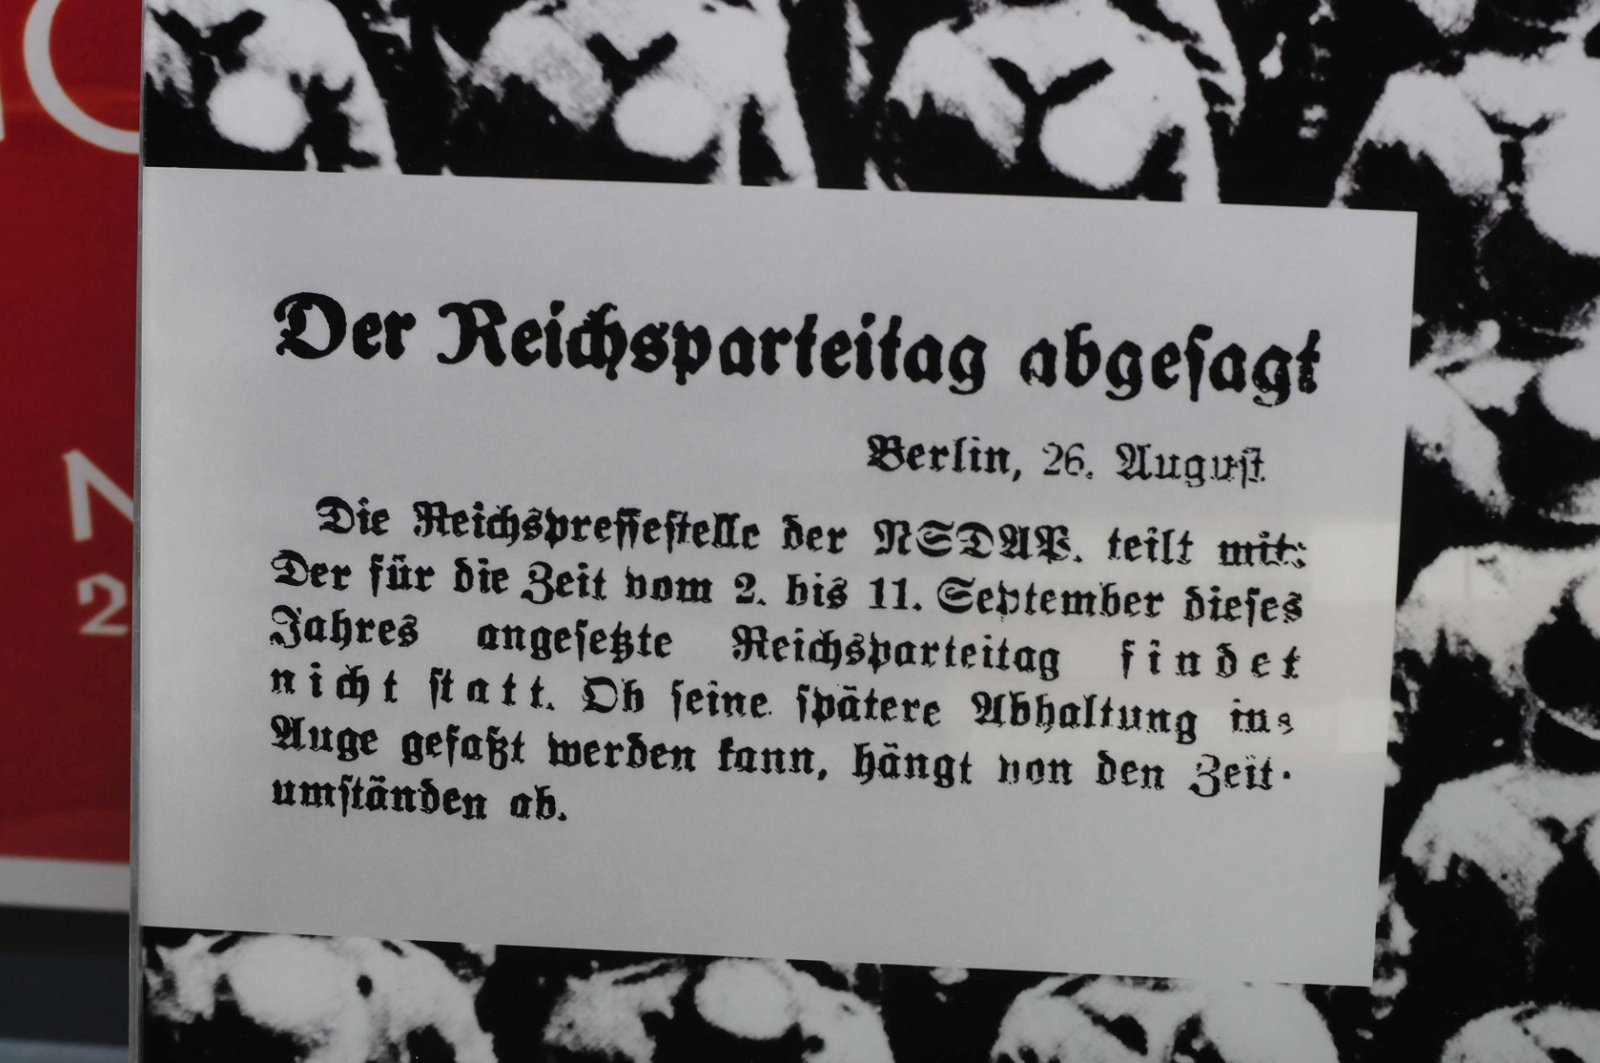 Der Reichsparteitag abgesagt
Berlin, 26. August
Die Reichspressestelle der NSDAP. teilt mit:
Der für die Zeit vom 2. bis 11. September dieses
Jahres angesetzte Reichsparteitag findet
nicht statt. Ob seine spätere Abhaltung ins
Auge gefaßt werden kann, hängt von den Zeit-
umständen ab.
N
2